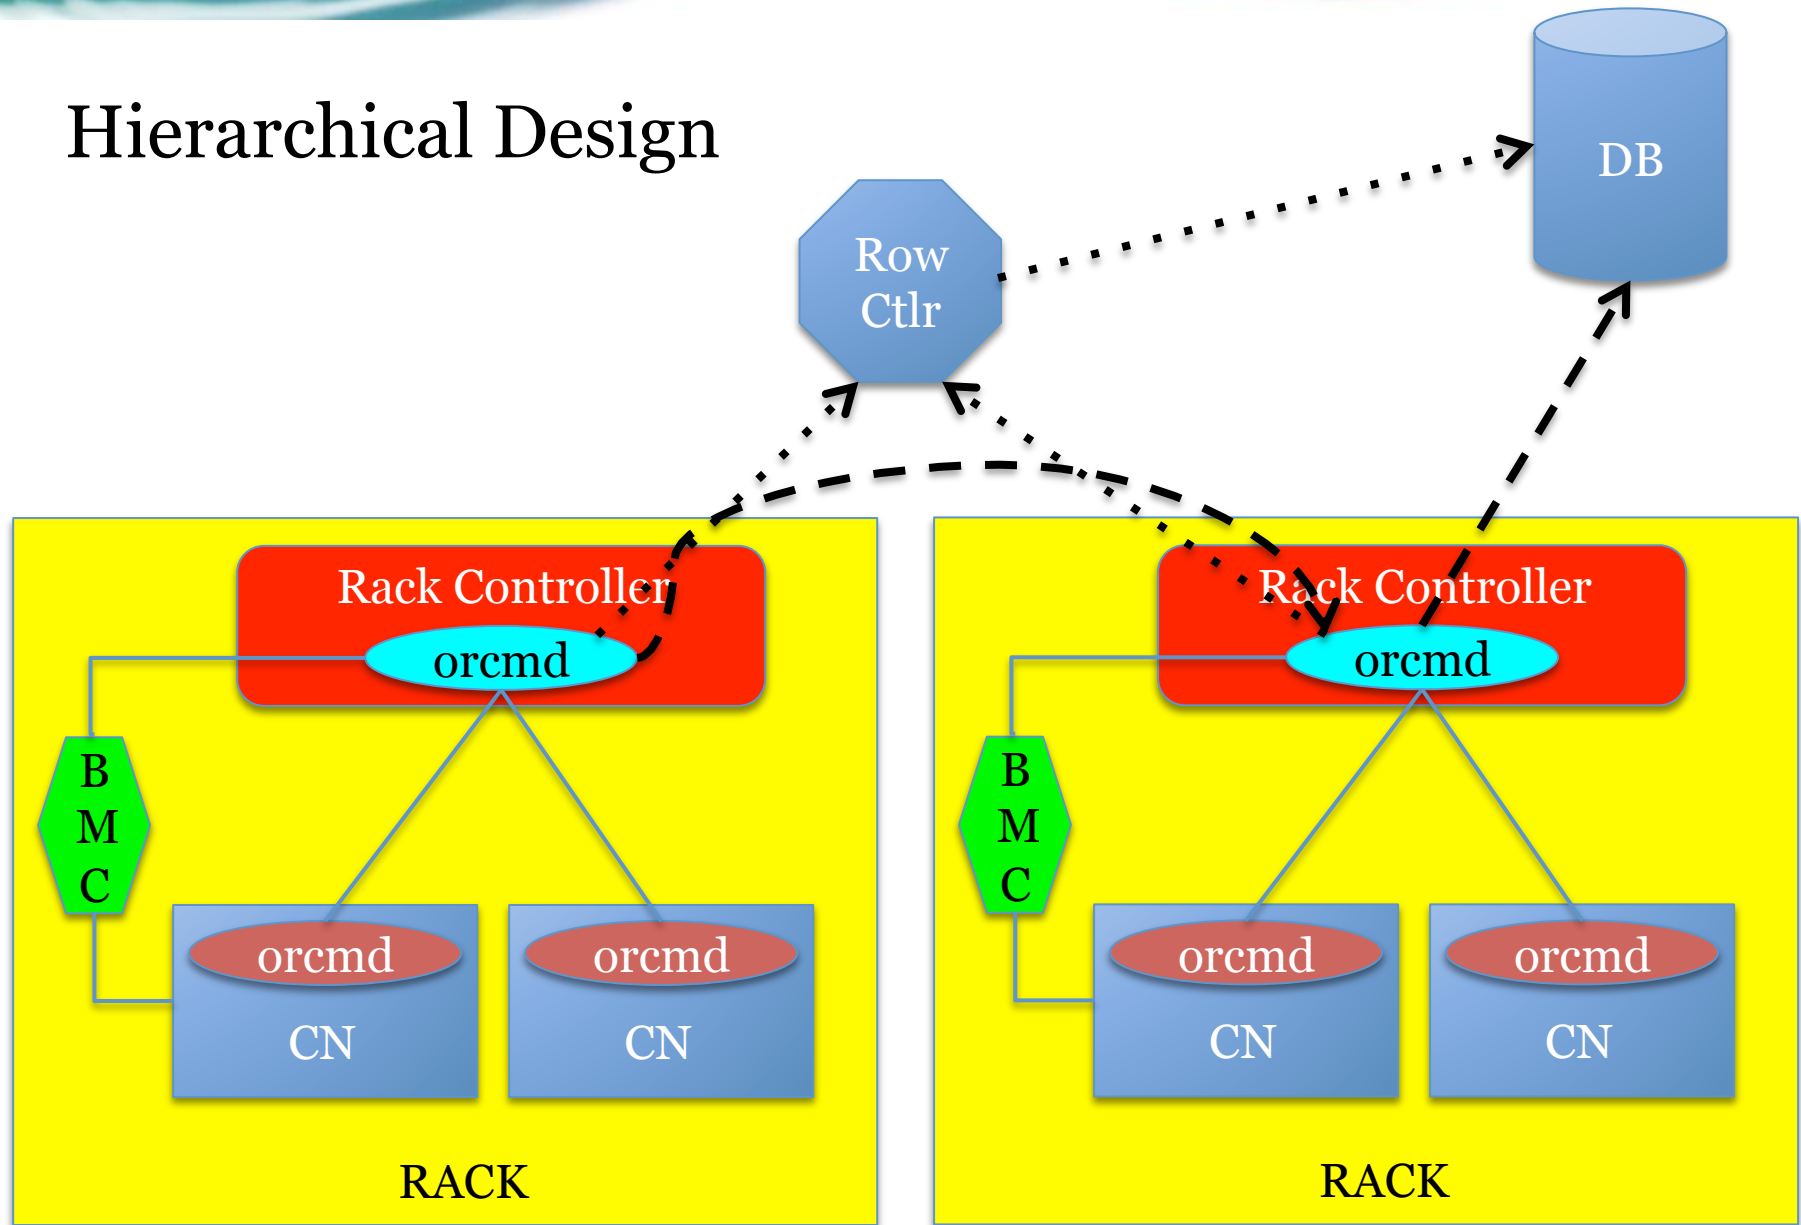 Hierarchical Design
DB
Row
Ctlr
Rack Controller
orcmd
B
M
C
orcmd
orcmd
CN
CN
RACK
Rack Controller
orcmd
B
M
C
orcmd
orcmd
CN
CN
RACK